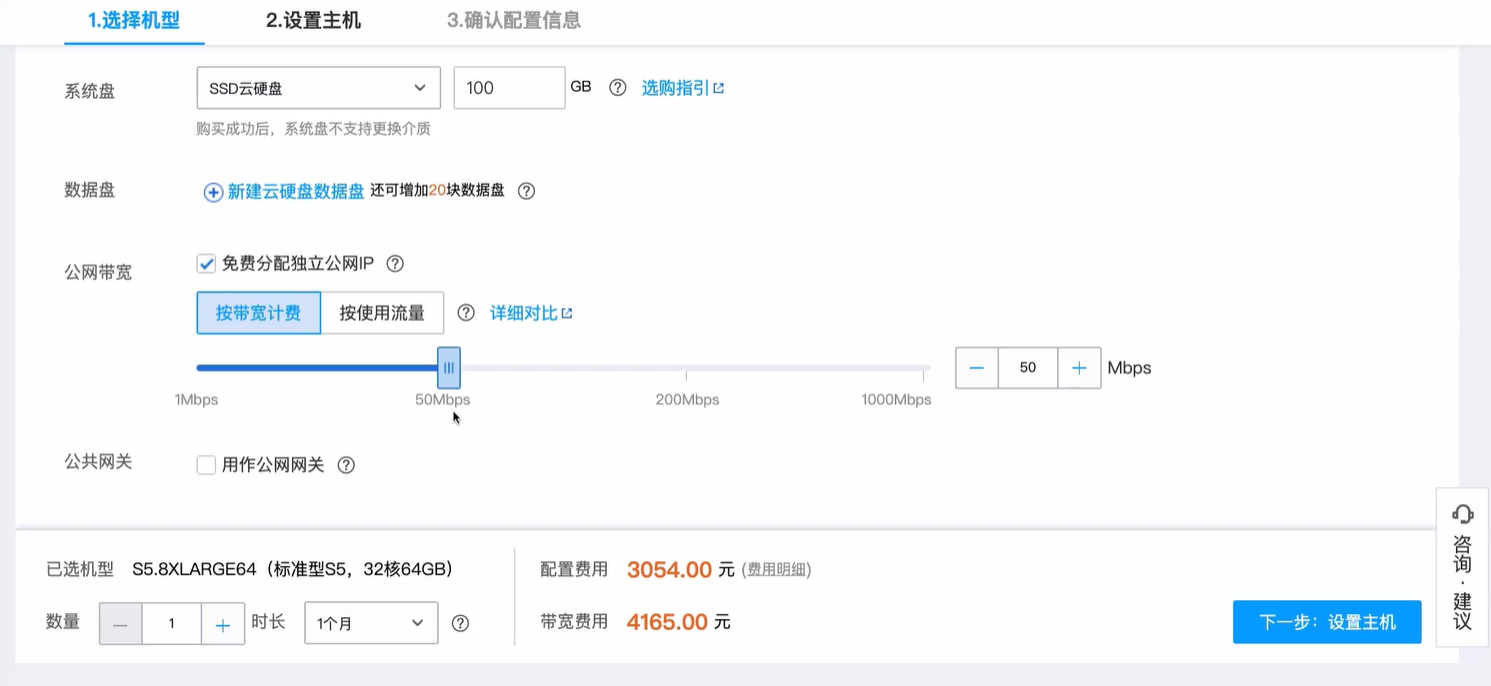 1.选择机型 2.设置主机 3.确认配置信息
系统盘 SSD云硬盘 100 GB ? 选购指引
购买成功后，系统盘不支持更换介质
数据盘 新建云硬盘数据盘 还可增加20块数据盘 ?
公网带宽 免费分配独立公网IP ?
按带宽计费 按使用流量 ? 详细对比
50 Mbps
1Mbps 50Mbps 200Mbps 1000Mbps
公共网关 用作公网网关 ?
已选机型 S5.8XLARGE64（标准型S5，32核64GB） 配置费用 3054.00 元 (费用明细)
数量 1 时长 1个月 ? 带宽费用 4165.00 元
下一步：设置主机
咨询·建议